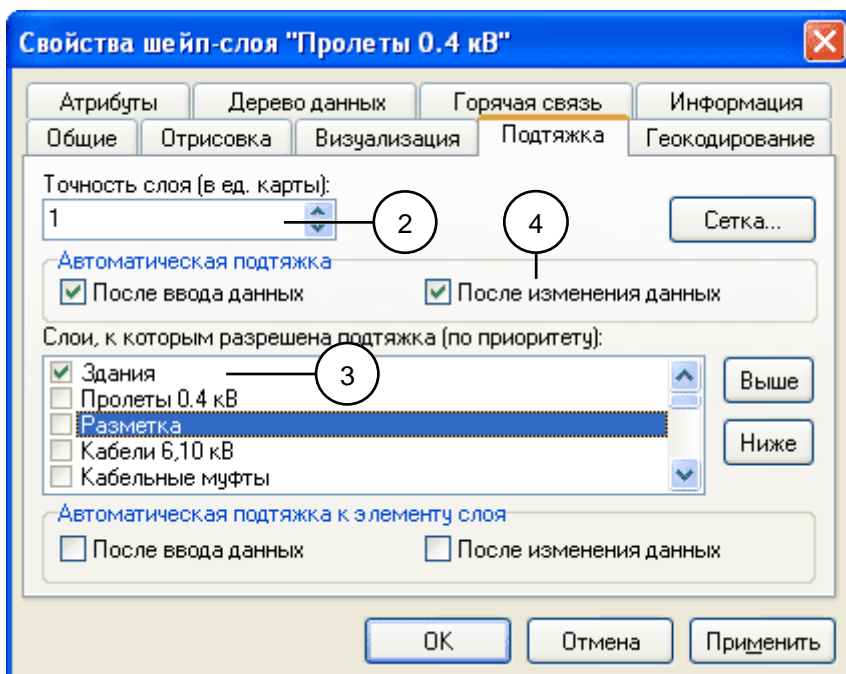 Свойства шейп-слоя "Пролеты 0.4 кВ"
Атрибуты Дерево данных Горячая связь Информация
Общие Отрисовка Визуализация Подтяжка Геокодирование
Точность слоя (в ед. карты):
1 2 4 Сетка...
Автоматическая подтяжка
После ввода данных После изменения данных
Слои, к которым разрешена подтяжка (по приоритету):
Здания 3 Выше
Пролеты 0.4 кВ
Разметка
Кабели 6,10 кВ Ниже
Кабельные муфты
Автоматическая подтяжка к элементу слоя
После ввода данных После изменения данных
OK Отмена Применить